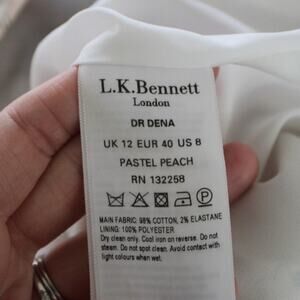 L.K.Bennett
London
DR DENA
UK 12 EUR 40 US 8
PASTEL PEACH
RN 132258
MAIN FABRIC: 98% COTTON, 2% ELASTANE
LINING: 100% POLYESTER
Dry clean only. Cool iron on reverse. Do not
steam. Do not spot clean. Avoid contact with
light colours when wet.